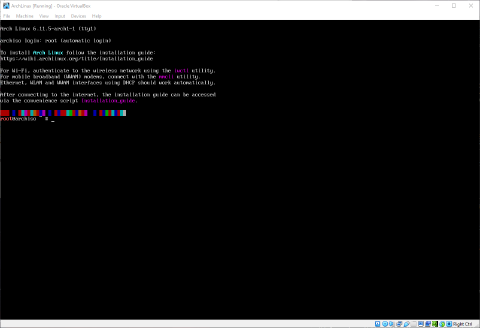 ArchLinux [Running] - Oracle VirtualBox
File Machine View Input Devices Help
Arch Linux 6.11.5-arch1-1 (tty1)
archiso login: root (automatic login)
To install Arch Linux follow the installation guide:
https://wiki.archlinux.org/title/Installation_guide
For Wi-Fi, authenticate to the wireless network using the iwctl utility.
For mobile broadband (WWAN) modems, connect with the mmcli utility.
Ethernet, WLAN and WWAN interfaces using DHCP should work automatically.
After connecting to the internet, the installation guide can be accessed
via the convenience script Installation_guide.
root@archiso ~ # _
Right Ctrl